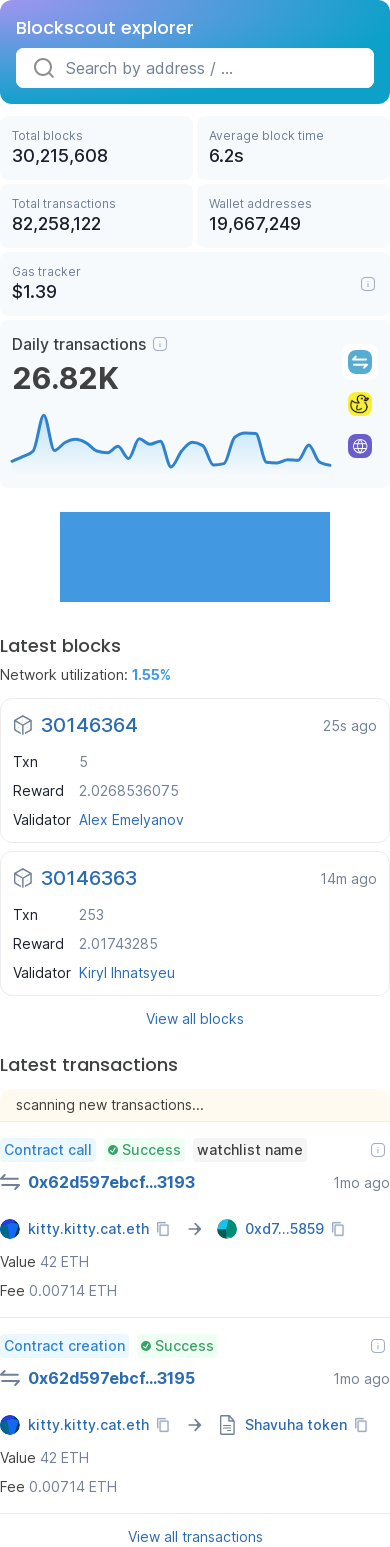 Blockscout explorer
Search by address / ...
Total blocks
30,215,608
Average block time
6.2s
Total transactions
82,258,122
Wallet addresses
19,667,249
Gas tracker
$1.39
Daily transactions
26.82K
Latest blocks
Network utilization: 1.55%
30146364 25s ago
Txn 5
Reward 2.0268536075
Validator Alex Emelyanov
30146363 14m ago
Txn 253
Reward 2.01743285
Validator Kiryl Ihnatsyeu
View all blocks
Latest transactions
scanning new transactions...
Contract call Success watchlist name
0x62d597ebcf...3193 1mo ago
kitty.kitty.cat.eth 0xd7...5859
Value 42 ETH
Fee 0.00714 ETH
Contract creation Success
0x62d597ebcf...3195 1mo ago
kitty.kitty.cat.eth Shavuha token
Value 42 ETH
Fee 0.00714 ETH
View all transactions